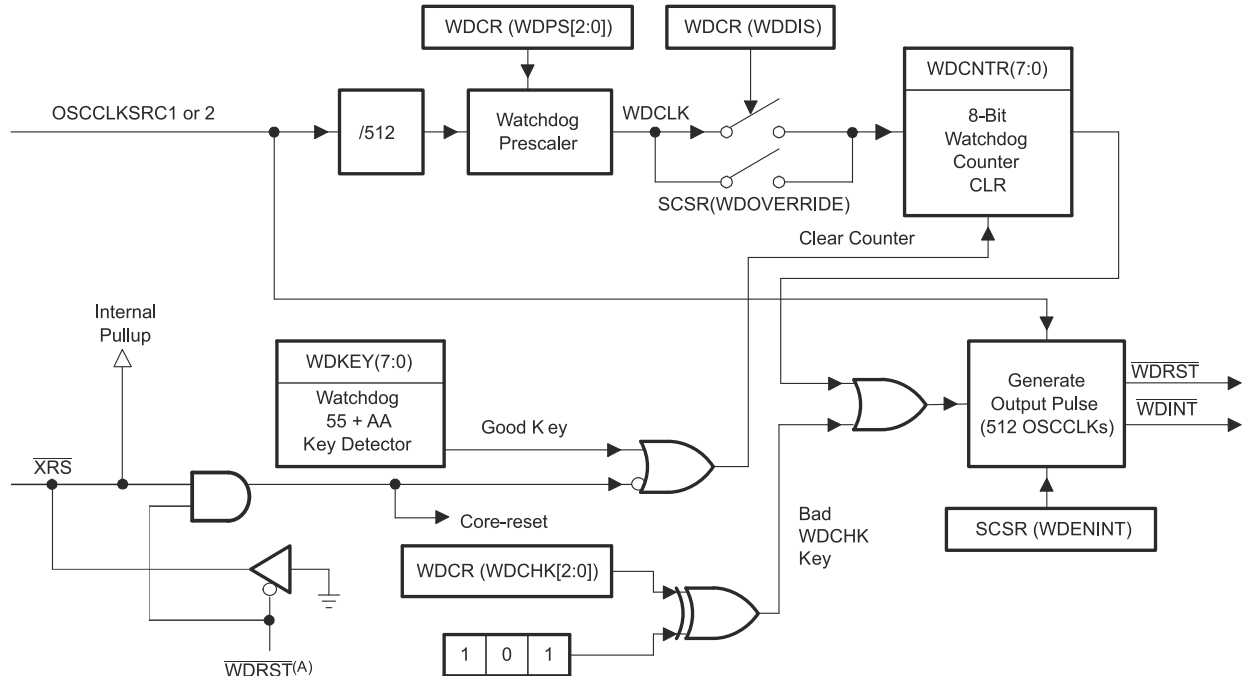 WDCR (WDPS[2:0])
WDCR (WDDIS)
WDCNTR(7:0)
OSCCLKSRC1 or 2
/512
Watchdog
Prescaler
WDCLK
8-Bit
Watchdog
Counter
CLR
SCSR(WDOVERRIDE)
Clear Counter
Internal
Pullup
WDKEY(7:0)
Watchdog
55 + AA
Key Detector
Good Key
Generate
Output Pulse
(512 OSCCLKs)
WDRST
WDINT
XRS
Core-reset
Bad
WDCHK
Key
SCSR (WDENINT)
WDCR (WDCHK[2:0])
1 0 1
WDRST(A)